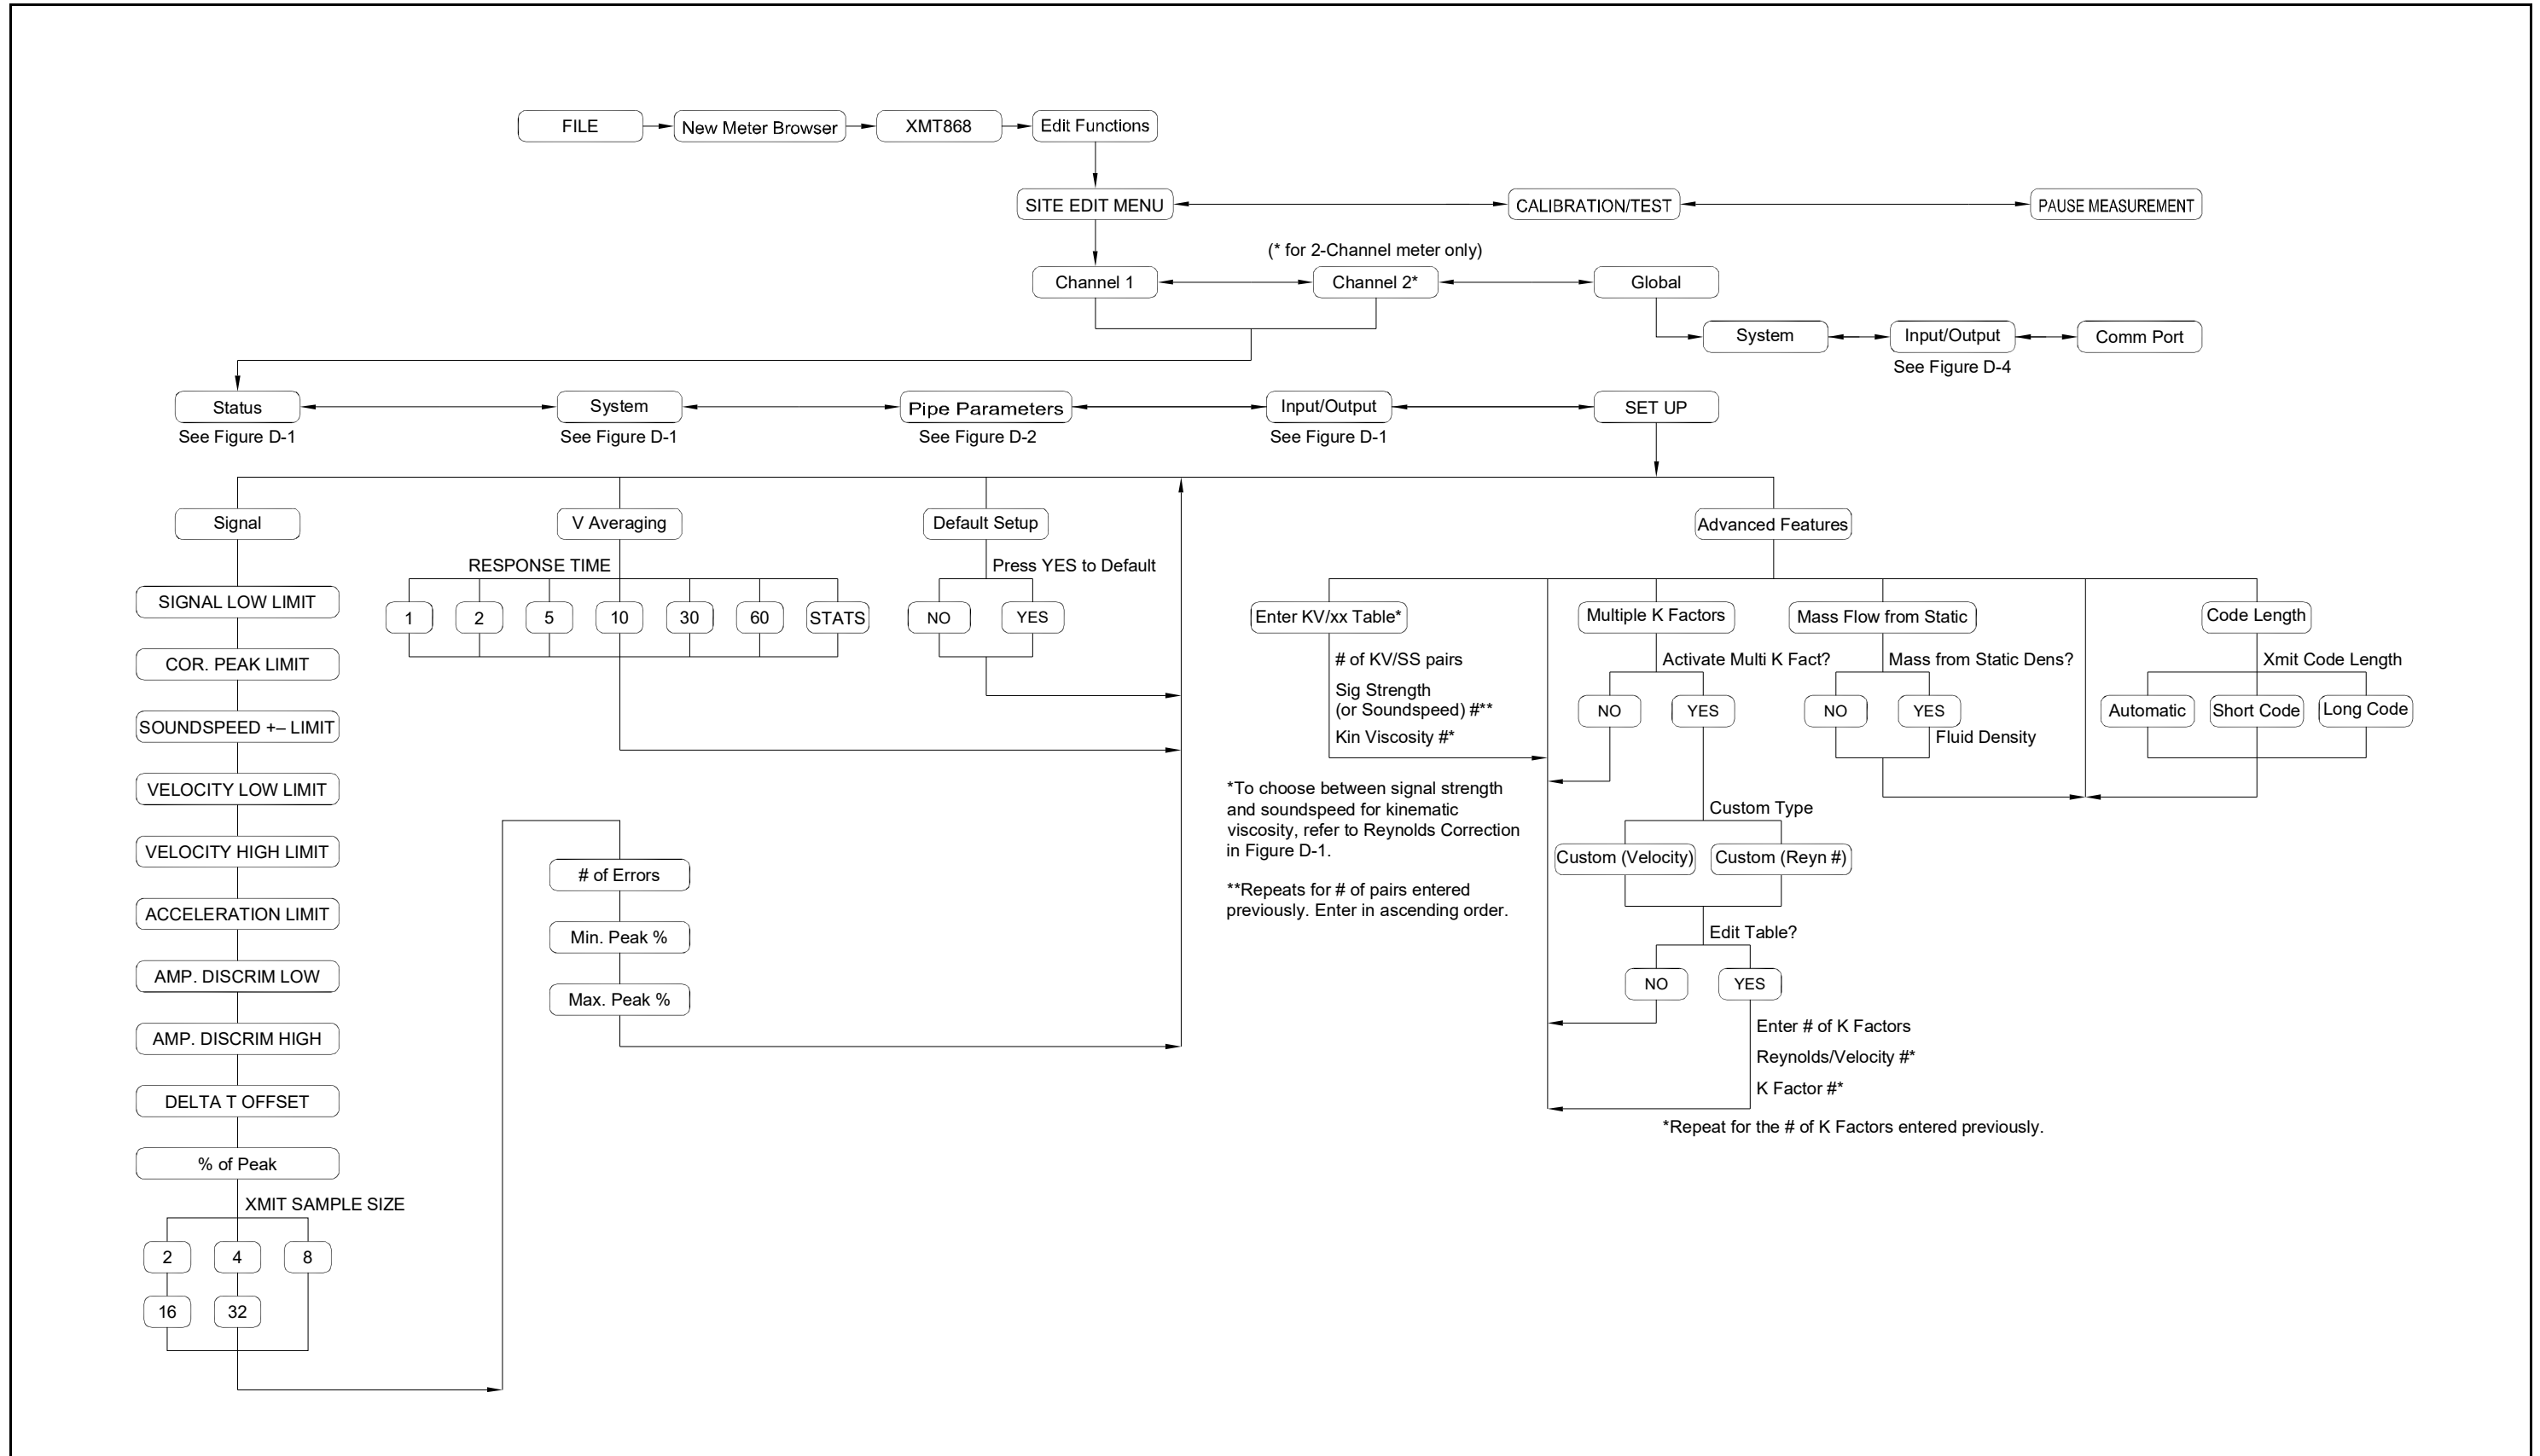 FILE
New Meter Browser
XMT868
Edit Functions
SITE EDIT MENU
CALIBRATION/TEST
PAUSE MEASUREMENT
(* for 2-Channel meter only)
Channel 1
Channel 2*
Global
System
Input/Output
Comm Port
See Figure D-4
Status
System
Pipe Parameters
Input/Output
SET UP
See Figure D-1
See Figure D-1
See Figure D-2
See Figure D-1
Signal
V Averaging
Default Setup
Advanced Features
SIGNAL LOW LIMIT
COR. PEAK LIMIT
SOUNDSPEED +– LIMIT
VELOCITY LOW LIMIT
VELOCITY HIGH LIMIT
ACCELERATION LIMIT
AMP. DISCRIM LOW
AMP. DISCRIM HIGH
DELTA T OFFSET
% of Peak
XMIT SAMPLE SIZE
2
4
8
16
32
# of Errors
Min. Peak %
Max. Peak %
RESPONSE TIME
1
2
5
10
30
60
STATS
Press YES to Default
NO
YES
Enter KV/xx Table*
# of KV/SS pairs
Sig Strength
(or Soundspeed) #**
Kin Viscosity #*
*To choose between signal strength
and soundspeed for kinematic
viscosity, refer to Reynolds Correction
in Figure D-1.
**Repeats for # of pairs entered
previously. Enter in ascending order.
Multiple K Factors
Activate Multi K Fact?
NO
YES
Custom Type
Custom (Velocity)
Custom (Reyn #)
Edit Table?
NO
YES
Enter # of K Factors
Reynolds/Velocity #*
K Factor #*
*Repeat for the # of K Factors entered previously.
Mass Flow from Static
Mass from Static Dens?
NO
YES
Fluid Density
Code Length
Xmit Code Length
Automatic
Short Code
Long Code